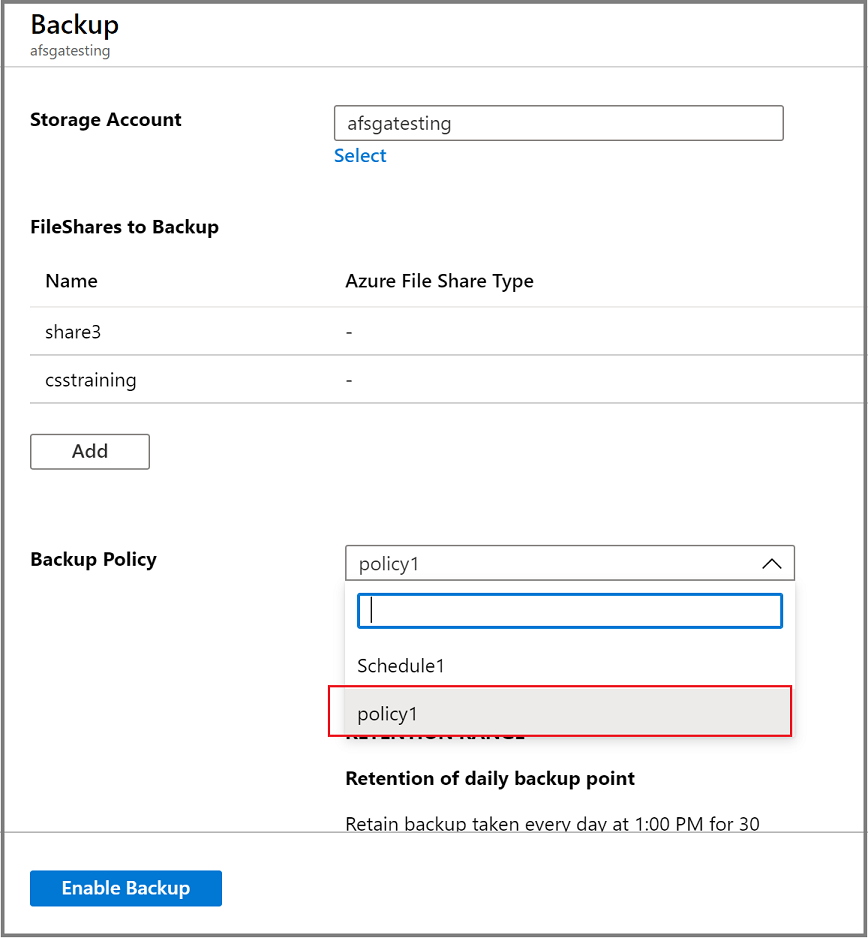 Backup
afsgatesting
Storage Account
afsgatesting
Select
FileShares to Backup
Name Azure File Share Type
share3 -
csstraining -
Add
Backup Policy
policy1
Schedule1
policy1
RETENTION RANGE
Retention of daily backup point
Retain backup taken every day at 1:00 PM for 30
Enable Backup